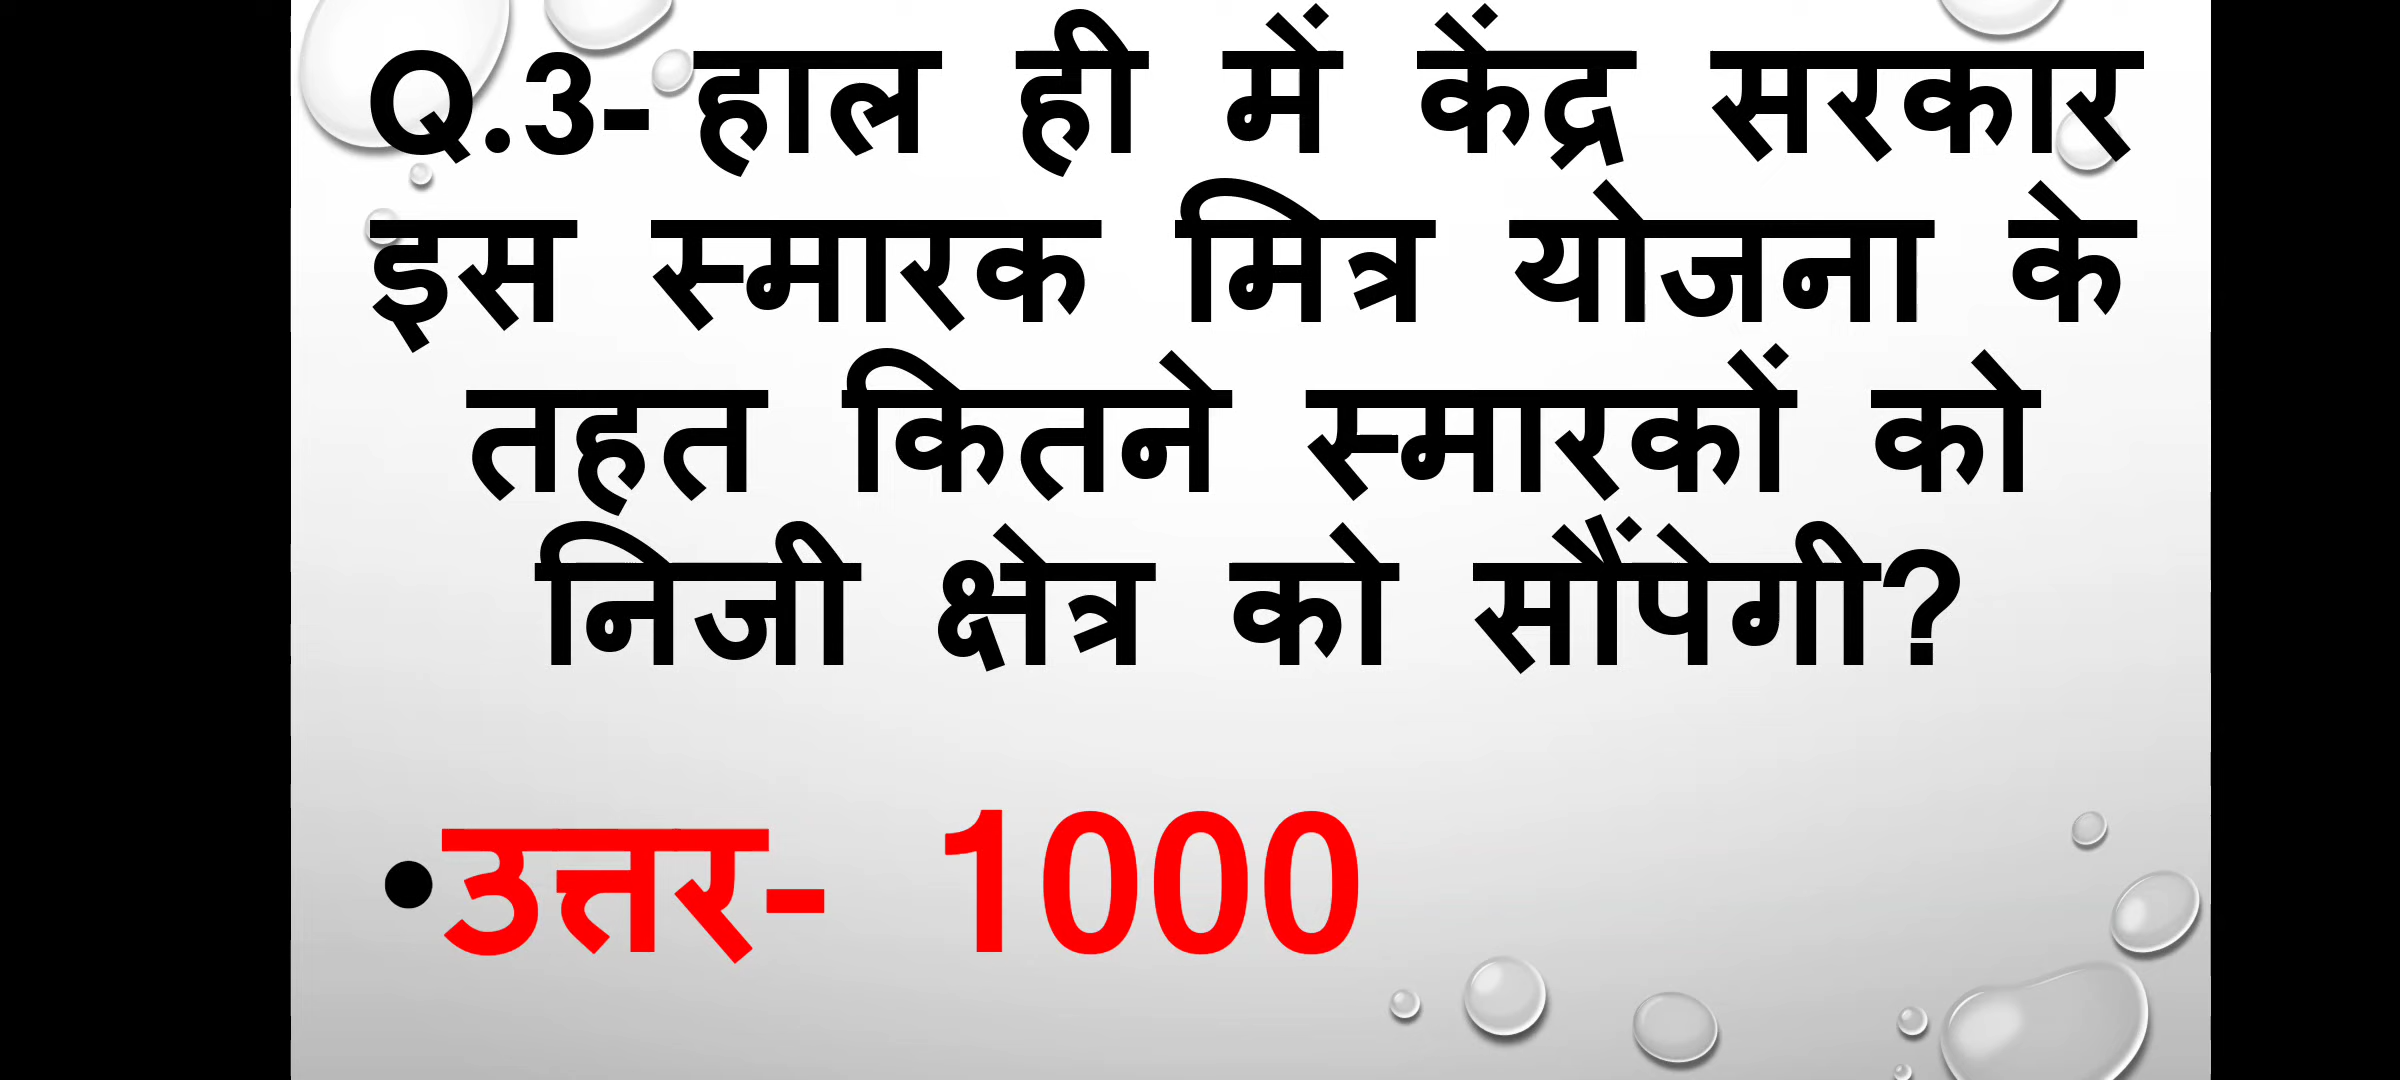 Q.3- हाल ही में केंद्र सरकार
इस स्मारक मित्र योजना के
तहत कितने स्मारकों को
निजी क्षेत्र को सौंपेगी?
•उत्तर- 1000